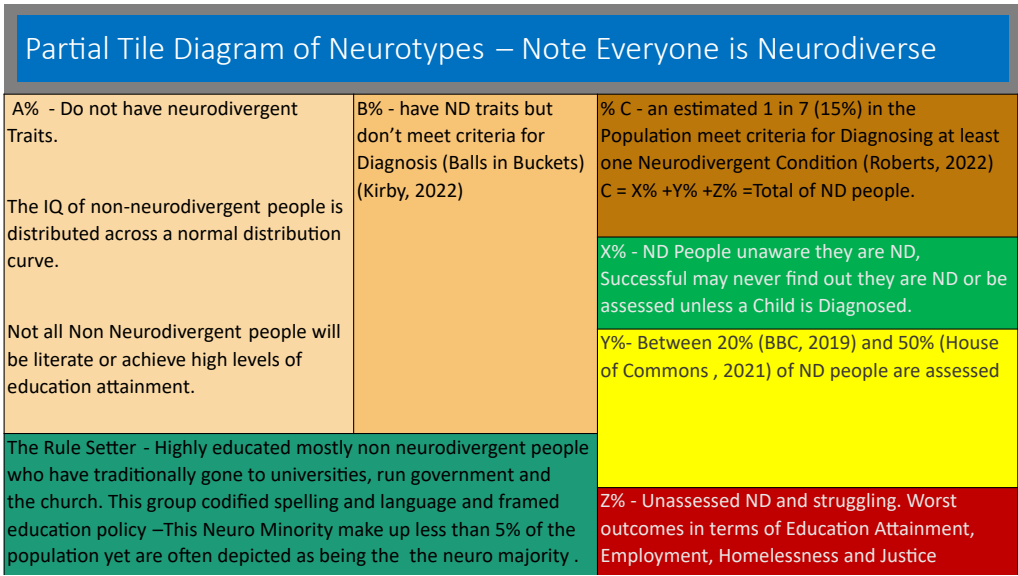 Partial Tile Diagram of Neurotypes – Note Everyone is Neurodiverse
A% - Do not have neurodivergent
Traits.
The IQ of non-neurodivergent people is
distributed across a normal distribution
curve.
Not all Non Neurodivergent people will
be literate or achieve high levels of
education attainment.
B% - have ND traits but
don’t meet criteria for
Diagnosis (Balls in Buckets)
(Kirby, 2022)
% C - an estimated 1 in 7 (15%) in the
Population meet criteria for Diagnosing at least
one Neurodivergent Condition (Roberts, 2022)
C = X% +Y% +Z% =Total of ND people.
X% - ND People unaware they are ND,
Successful may never find out they are ND or be
assessed unless a Child is Diagnosed.
Y%- Between 20% (BBC, 2019) and 50% (House
of Commons , 2021) of ND people are assessed
The Rule Setter - Highly educated mostly non neurodivergent people
who have traditionally gone to universities, run government and
the church. This group codified spelling and language and framed
education policy –This Neuro Minority make up less than 5% of the
population yet are often depicted as being the the neuro majority .
Z% - Unassessed ND and struggling. Worst
outcomes in terms of Education Attainment,
Employment, Homelessness and Justice